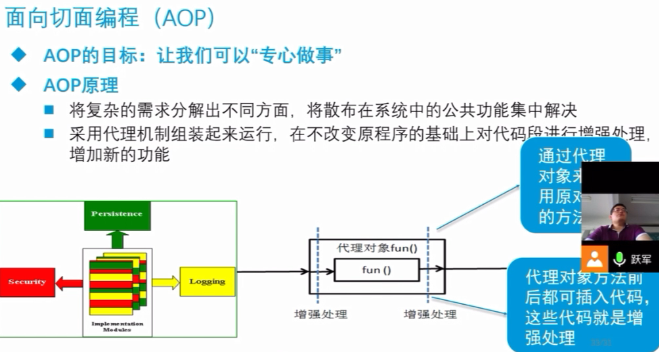 面向切面编程（AOP）
AOP的目标：让我们可以“专心做事”
AOP原理
将复杂的需求分解出不同方面，将散布在系统中的公共功能集中解决
采用代理机制组装起来运行，在不改变原程序的基础上对代码段进行增强处理，
增加新的功能
通过代理
对象来
用原对
的方法
Persistence
代理对象fun()
fun ()
Security
Logging
跃军
Implementation
Modules
增强处理
增强处理
代理对象方法前
后都可插入代码，
这些代码就是增
强处理